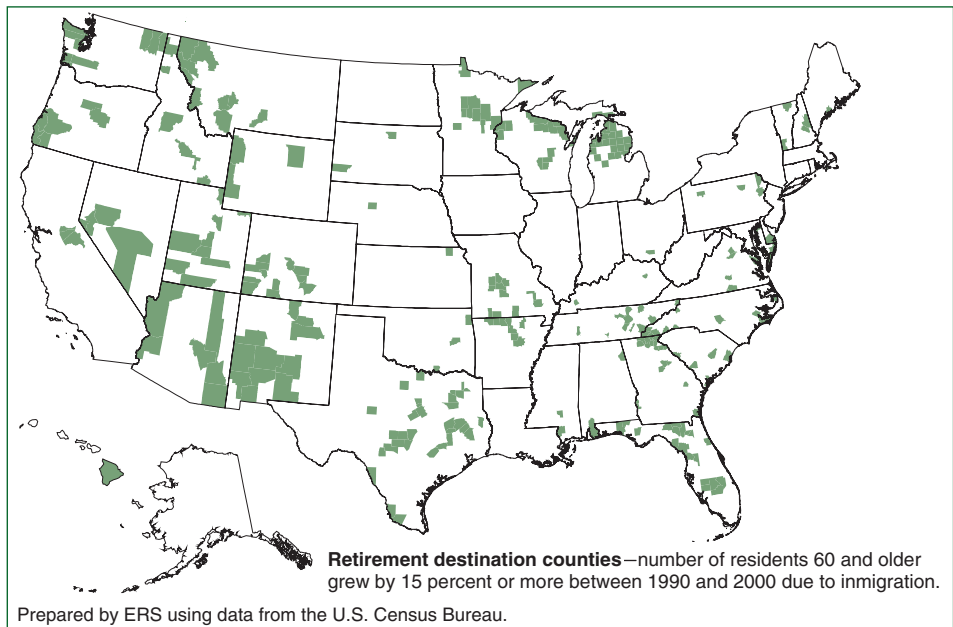 Retirement destination counties—number of residents 60 and older
grew by 15 percent or more between 1990 and 2000 due to inmigration.
Prepared by ERS using data from the U.S. Census Bureau.